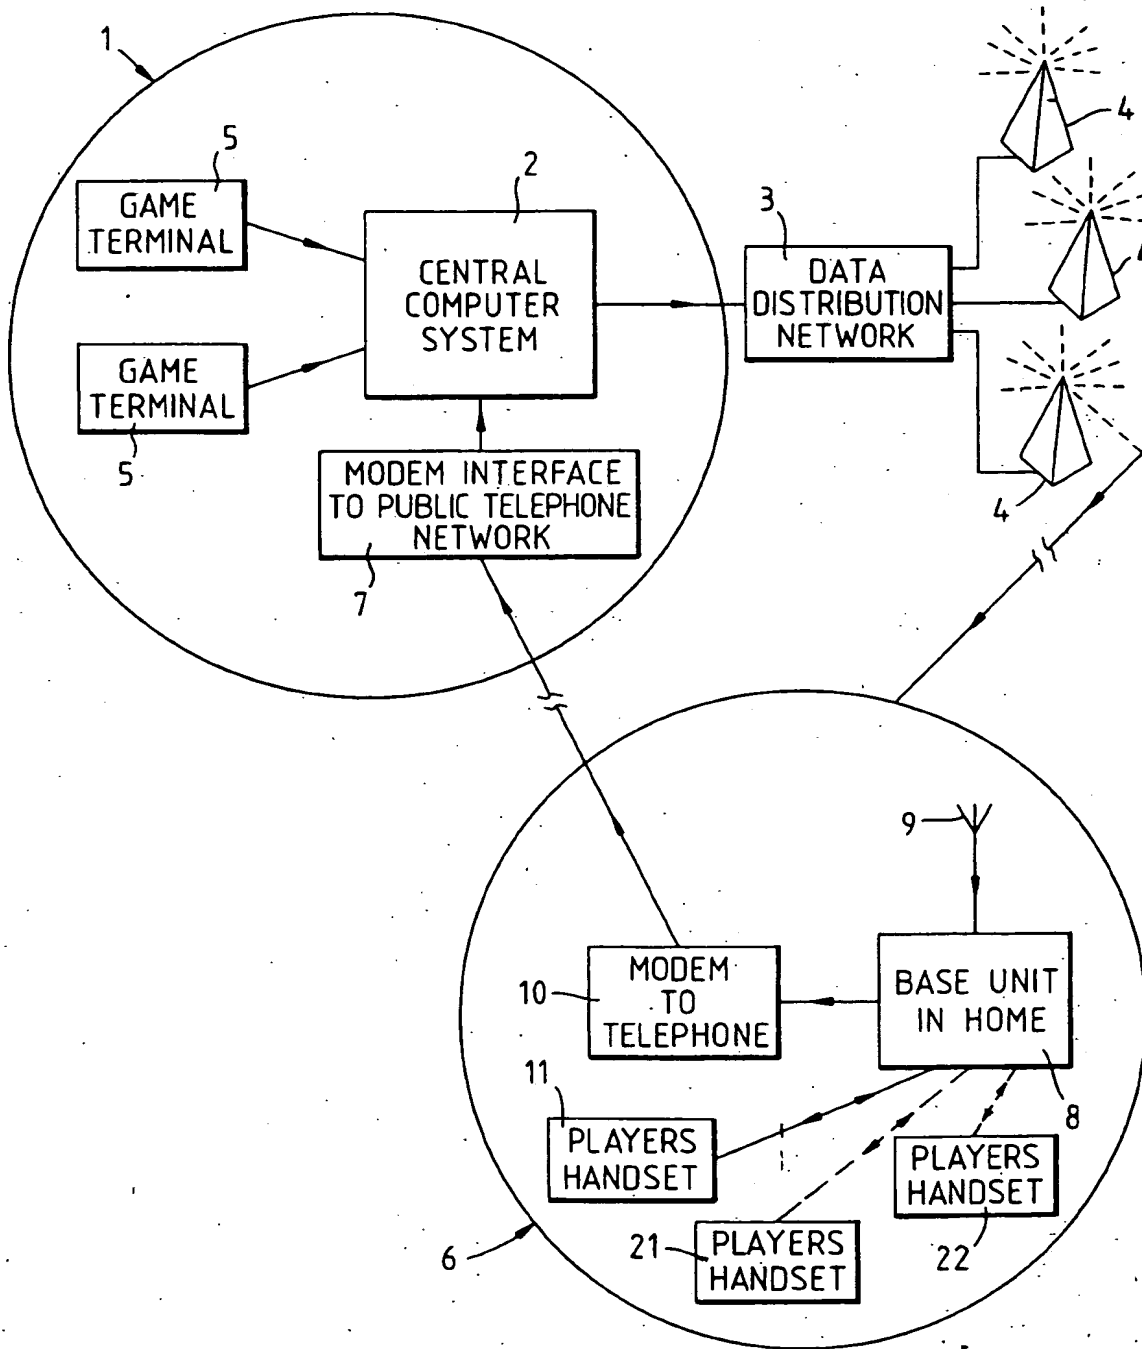 1
5
GAME
TERMINAL
2
CENTRAL
COMPUTER
SYSTEM
GAME
TERMINAL
5
MODEM INTERFACE
TO PUBLIC TELEPHONE
NETWORK
7
3
DATA
DISTRIBUTION
NETWORK
4
4
4
9
MODEM
TO
TELEPHONE
10
BASE UNIT
IN HOME
8
11
PLAYERS
HANDSET
PLAYERS
HANDSET
22
21
PLAYERS
HANDSET
6